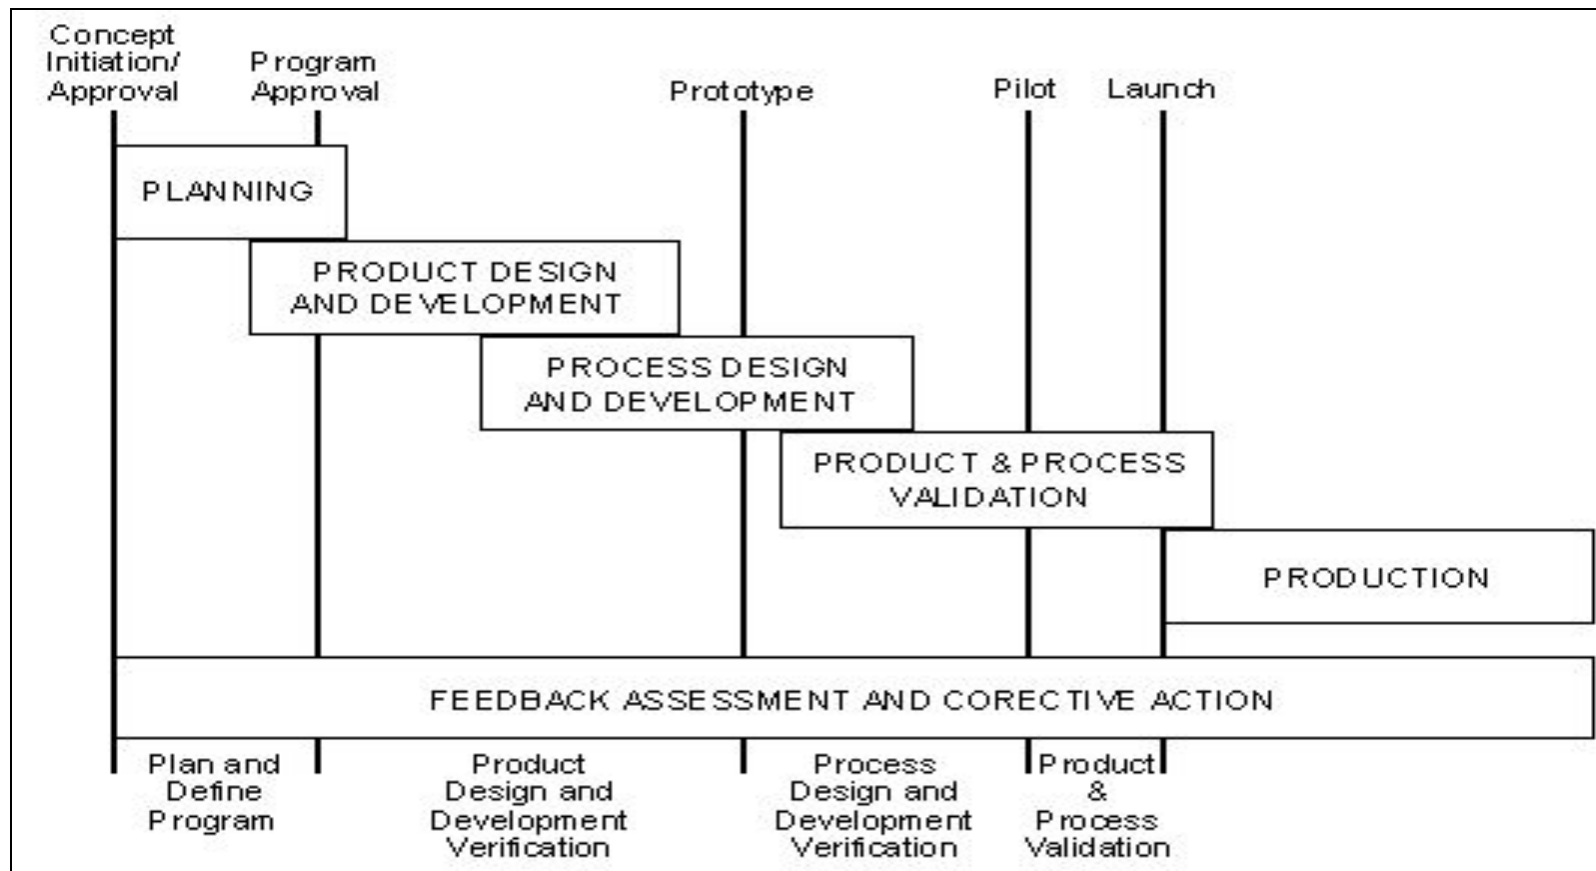 Concept
Initiation/
Approval
Program
Approval
Prototype
Pilot
Launch
PLANNING
PRODUCT DESIGN
AND DEVELOPMENT
PROCESS DESIGN
AND DEVELOPMENT
PRODUCT & PROCESS
VALIDATION
PRODUCTION
FEEDBACK ASSESSMENT AND CORECTIVE ACTION
Plan and
Define
Program
Product
Design and
Development
Verification
Process
Design and
Development
Verification
Product
&
Process
Validation